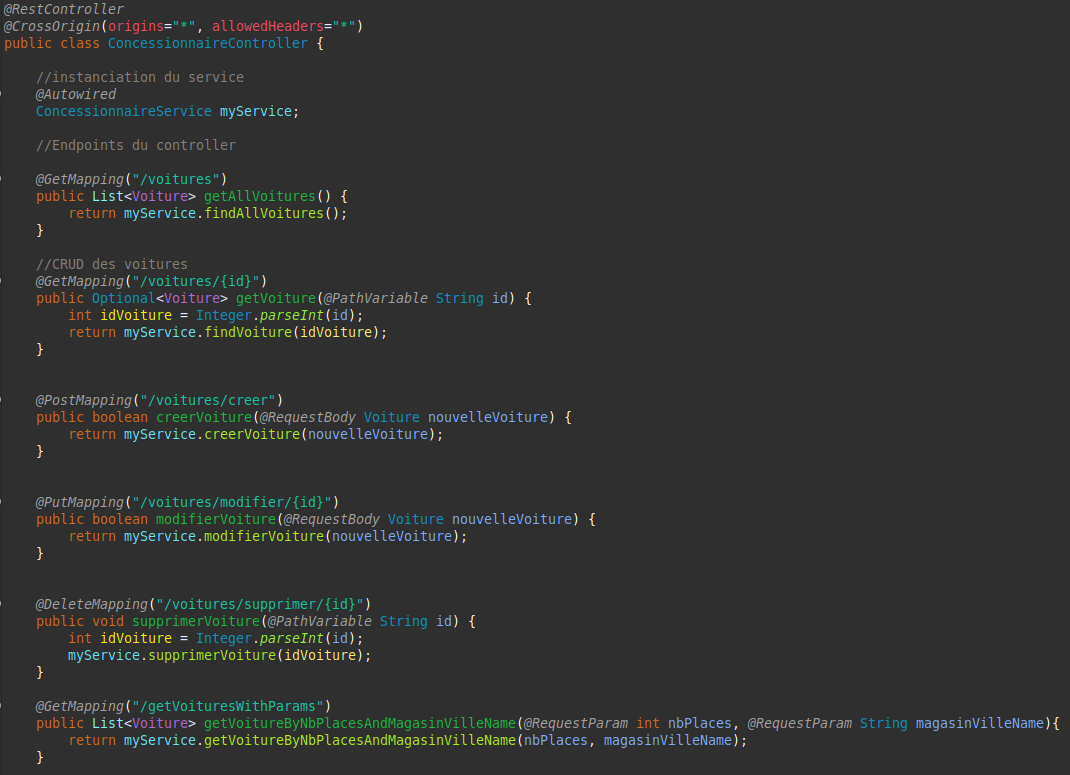 @RestController
@CrossOrigin(origins="*", allowedHeaders="*")
public class ConcessionnaireController {
//instanciation du service
@Autowired
ConcessionnaireService myService;
//Endpoints du controller
@GetMapping("/voitures")
public List<Voiture> getAllVoitures() {
return myService.findAllVoitures();
}
//CRUD des voitures
@GetMapping("/voitures/{id}")
public Optional<Voiture> getVoiture(@PathVariable String id) {
int idVoiture = Integer.parseInt(id);
return myService.findVoiture(idVoiture);
}
@PostMapping("/voitures/creer")
public boolean creerVoiture(@RequestBody Voiture nouvelleVoiture) {
return myService.creerVoiture(nouvelleVoiture);
}
@PutMapping("/voitures/modifier/{id}")
public boolean modifierVoiture(@RequestBody Voiture nouvelleVoiture) {
return myService.modifierVoiture(nouvelleVoiture);
}
@DeleteMapping("/voitures/supprimer/{id}")
public void supprimerVoiture(@PathVariable String id) {
int idVoiture = Integer.parseInt(id);
myService.supprimerVoiture(idVoiture);
}
@GetMapping("/getVoituresWithParams")
public List<Voiture> getVoitureByNbPlacesAndMagasinVilleName(@RequestParam int nbPlaces, @RequestParam String magasinVilleName){
return myService.getVoitureByNbPlacesAndMagasinVilleName(nbPlaces, magasinVilleName);
}